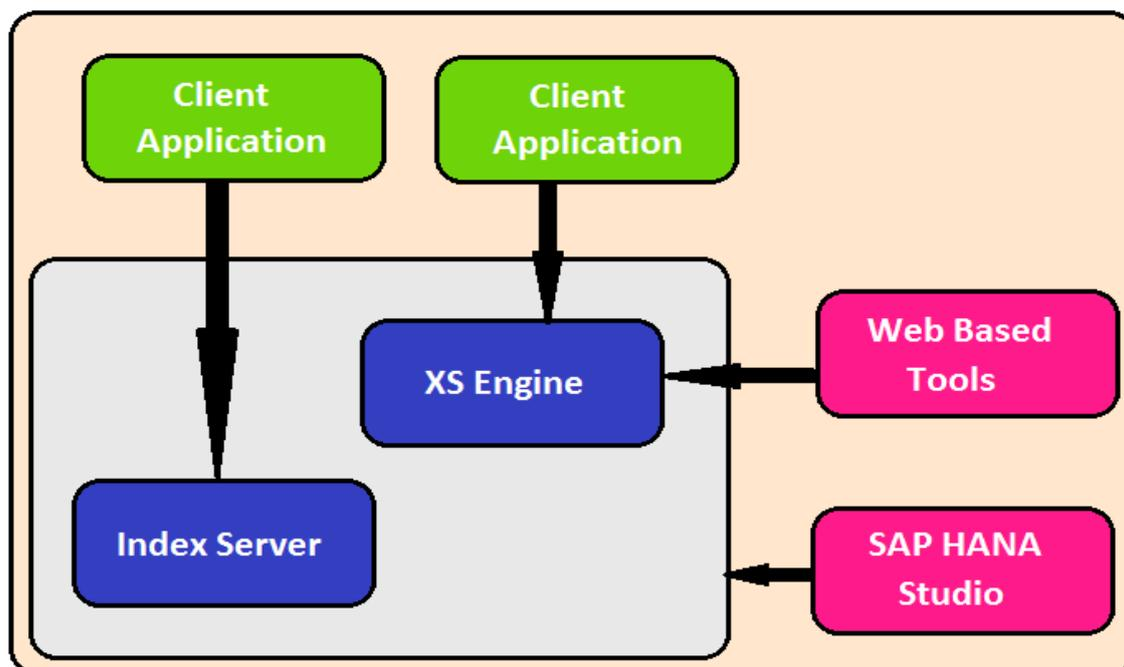 Client
Application
Client
Application
XS Engine
Web Based
Tools
Index Server
SAP HANA
Studio